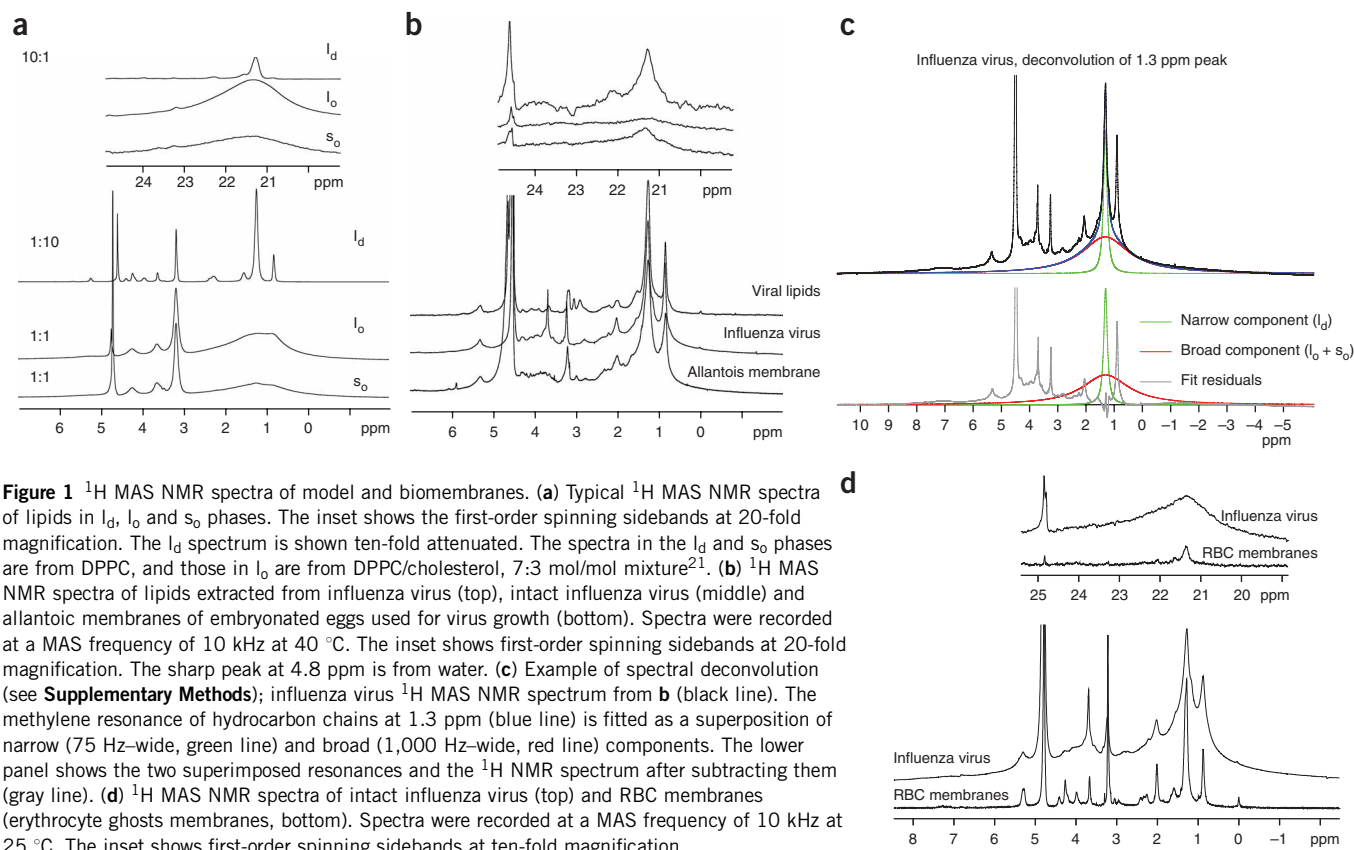 a
10:1
l_d
l_o
s_o
24 23 22 21 ppm
1:10
l_d
1:1
l_o
1:1
s_o
6 5 4 3 2 1 0 ppm
b
24 23 22 21 ppm
Viral lipids
Influenza virus
Allantois membrane
6 5 4 3 2 1 0 ppm
c
Influenza virus, deconvolution of 1.3 ppm peak
Narrow component (l_d)
Broad component (l_o + s_o)
Fit residuals
10 9 8 7 6 5 4 3 2 1 0 –1 –2 –3 –4 –5
ppm
Figure 1 ¹H MAS NMR spectra of model and biomembranes. (a) Typical ¹H MAS NMR spectra
of lipids in l_d, l_o and s_o phases. The inset shows the first-order spinning sidebands at 20-fold
magnification. The l_d spectrum is shown ten-fold attenuated. The spectra in the l_d and s_o phases
are from DPPC, and those in l_o are from DPPC/cholesterol, 7:3 mol/mol mixture²¹. (b) ¹H MAS
NMR spectra of lipids extracted from influenza virus (top), intact influenza virus (middle) and
allantoic membranes of embryonated eggs used for virus growth (bottom). Spectra were recorded
at a MAS frequency of 10 kHz at 40 °C. The inset shows first-order spinning sidebands at 20-fold
magnification. The sharp peak at 4.8 ppm is from water. (c) Example of spectral deconvolution
(see Supplementary Methods); influenza virus ¹H MAS NMR spectrum from b (black line). The
methylene resonance of hydrocarbon chains at 1.3 ppm (blue line) is fitted as a superposition of
narrow (75 Hz–wide, green line) and broad (1,000 Hz–wide, red line) components. The lower
panel shows the two superimposed resonances and the ¹H NMR spectrum after subtracting them
(gray line). (d) ¹H MAS NMR spectra of intact influenza virus (top) and RBC membranes
(erythrocyte ghosts membranes, bottom). Spectra were recorded at a MAS frequency of 10 kHz at
25 °C. The inset shows first-order spinning sidebands at ten-fold magnification.
d
Influenza virus
RBC membranes
25 24 23 22 21 20 ppm
Influenza virus
RBC membranes
8 7 6 5 4 3 2 1 0 –1 ppm